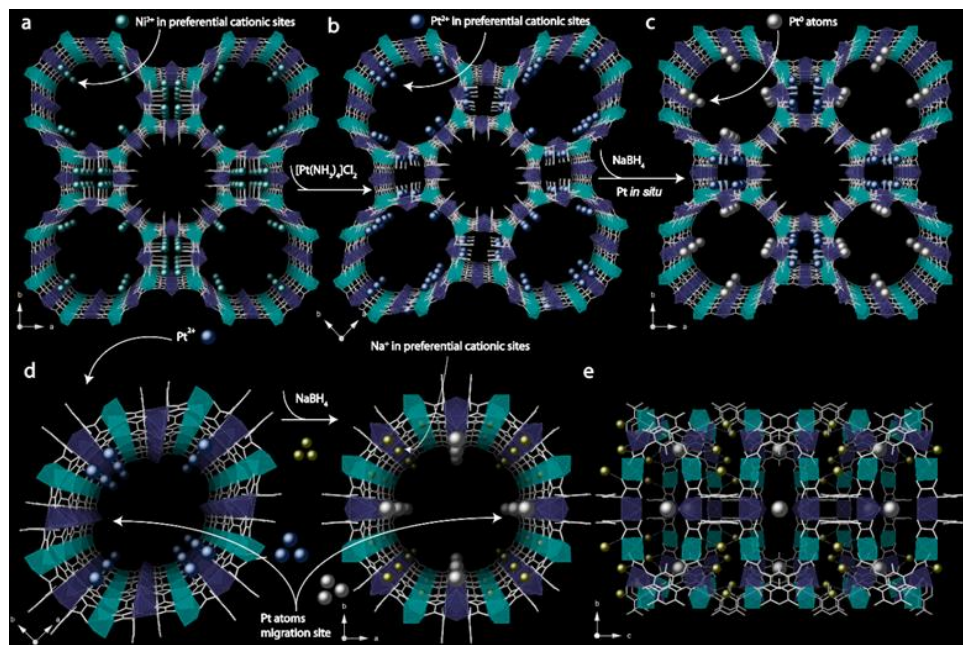 a
Ni²⁺ in preferential cationic sites
b
Pt²⁺ in preferential cationic sites
c
Pt⁰ atoms
[Pt(NH₃)₄]Cl₂
NaBH₄
Pt in situ
b
a
b
a
b
a
Pt²⁺
Na⁺ in preferential cationic sites
d
NaBH₄
e
Pt atoms
migration site
b
a
b
a
b
c